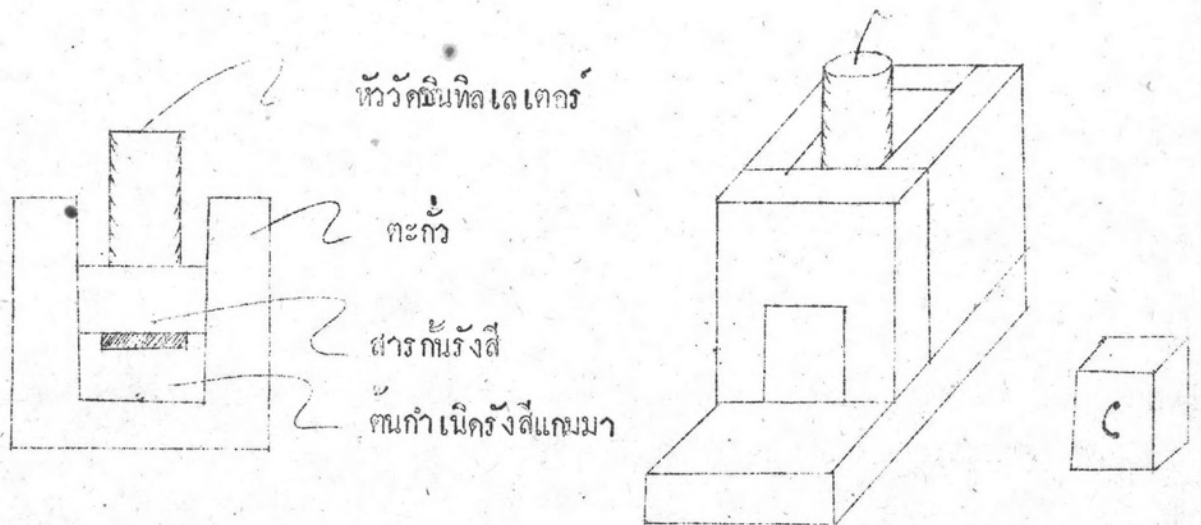 หัววัดซินทิลเลเตอร์
ตะกั่ว
สารกั้นรังสี
ต้นกำเนิดรังสีแกมมา